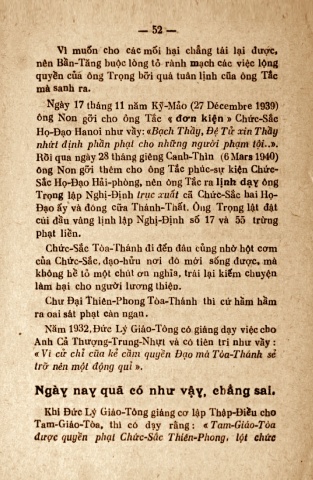 — 52 —
Vì muốn cho các mối hại chẳng tái lại được,
nên Bần-Tăng buộc lòng tỏ rành mạch các việc lộng
quyền của ông Trọng bởi quá tuân lịnh của ông Tắc
mà sanh ra.
Ngày 17 tháng 11 năm Kỹ-Mảo (27 Décembre 1939)
ông Non gởi cho ông Tắc « đơn kiện » Chức-Sắc
Họ-Đạo Hanoi như vầy: «Bạch Thầy, Đệ Tử xin Thầy
nhứt định phần phạt cho những người phạm tội..».
Rồi qua ngày 28 tháng giêng Canh-Thìn (6 Mars 1940)
ông Non gởi thêm cho ông Tắc phúc-sự kiện Chức-
Sắc Họ-Đạo Hải-phòng, nên ông Tắc ra lịnh dạy ông
Trọng lập Nghị-Định trục xuất cả Chức-Sắc hai Họ-
Đạo ấy và đóng cửa Thánh-Thất. Ông Trọng lật đật
cúi đầu vâng lịnh lập Nghị-Định số 17 và 55 trừng
phạt liền.
Chức-Sắc Tòa-Thánh đi đến đâu củng nhờ hột cơm
của Chức-Sắc, đạo-hửu nơi đó mới sống được, mà
không hề tỏ một chút ơn nghĩa, trái lại kiếm chuyện
làm hại cho người lương thiện.
Chư Đại Thiên-Phong Tòa-Thánh thì cứ hầm hầm
ra oai sát phạt càn ngan.
Năm 1932, Đức Lý Giáo-Tông có giáng dạy việc cho
Anh Cả Thượng-Trung-Nhựt và có tiên tri như vầy:
« Vì cử chỉ của kẻ cầm quyền Đạo mà Tòa-Thánh sẻ
trở nên một động quỉ ».
Ngày nay quả có như vậy, chẳng sai.
Khi Đức Lý Giáo-Tông giáng cơ lập Thập-Điều cho
Tam-Giáo-Tòa, thì có dạy rằng: « Tam-Giáo-Tòa
được quyền phạt Chức-Sắc Thiên-Phong, lột chức